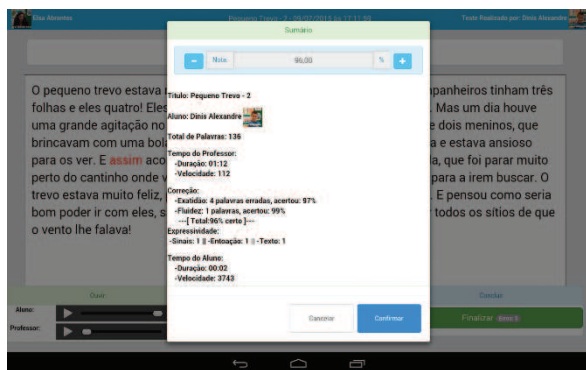 Elsa Abrantes
Pequeno Trevo - 2 - 09/07/2015 às 17:11:59
Teste Realizado por: Dinis Alexandre
Sumário
- Nota: 96,00 % +
Titulo: Pequeno Trevo - 2
Aluno: Dinis Alexandre
Total de Palavras: 136
Tempo do Professor:
-Duração: 01:12
-Velocidade: 112
Correção:
-Exatidão: 4 palavras erradas, acertou: 97%
-Fluidez: 1 palavras, acertou: 99%
---[ Total:96% certo ]---
Expressividade:
-Sinais: 1 || -Entoação: 1 || -Texto: 1
Tempo do Aluno:
-Duração: 00:02
-Velocidade: 3743
Cancelar
Confirmar
O pequeno trevo estava panheiros tinham três
folhas e eles quatro! Eles . Mas um dia houve
uma grande agitação no e dois meninos, que
brincavam com uma bola a e estava ansioso
para os ver. E assim aco a, que foi parar muito
perto do cantinho onde para a irem buscar. O
trevo estava muito feliz, . E pensou como seria
bom poder ir com eles, s todos os sítios de que
o vento lhe falava!
Ouvir
Concluir
Aluno:
Professor:
Finalizar